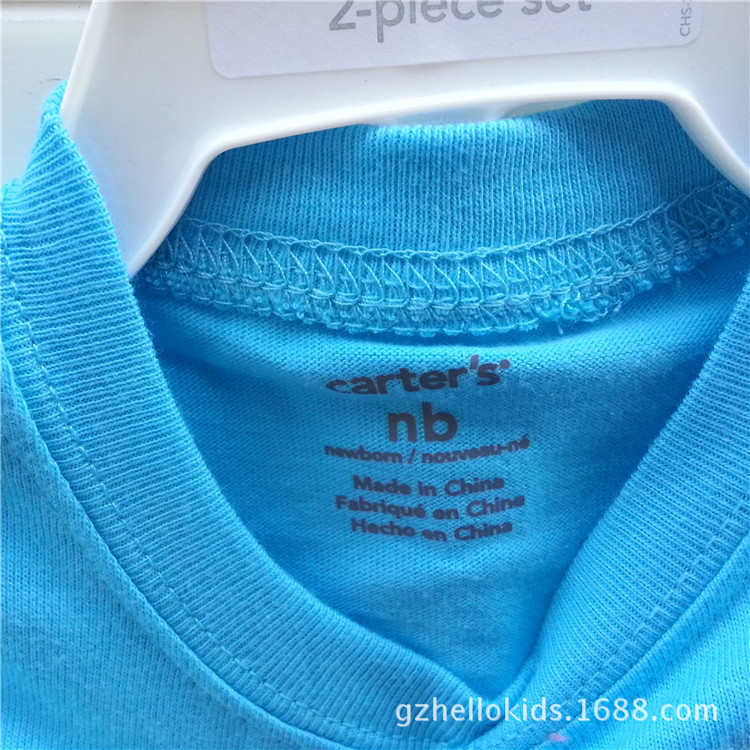 2-piece set
CHS-
carter's
nb
newborn / nouveau-né
Made in China
Fabriqué en Chine
Hecho en China
gzhellokids.1688.com